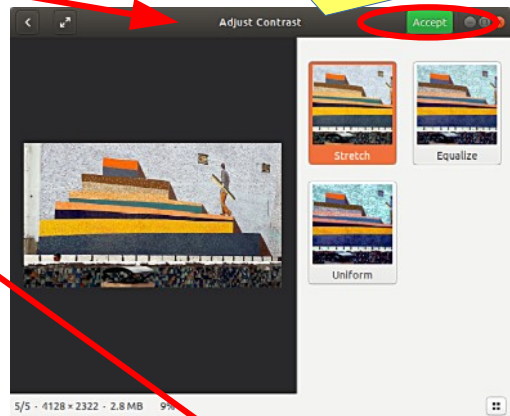 Adjust Contrast
Accept
Stretch
Equalize
Uniform
5/5 · 4128 × 2322 · 2.8 MB 9%